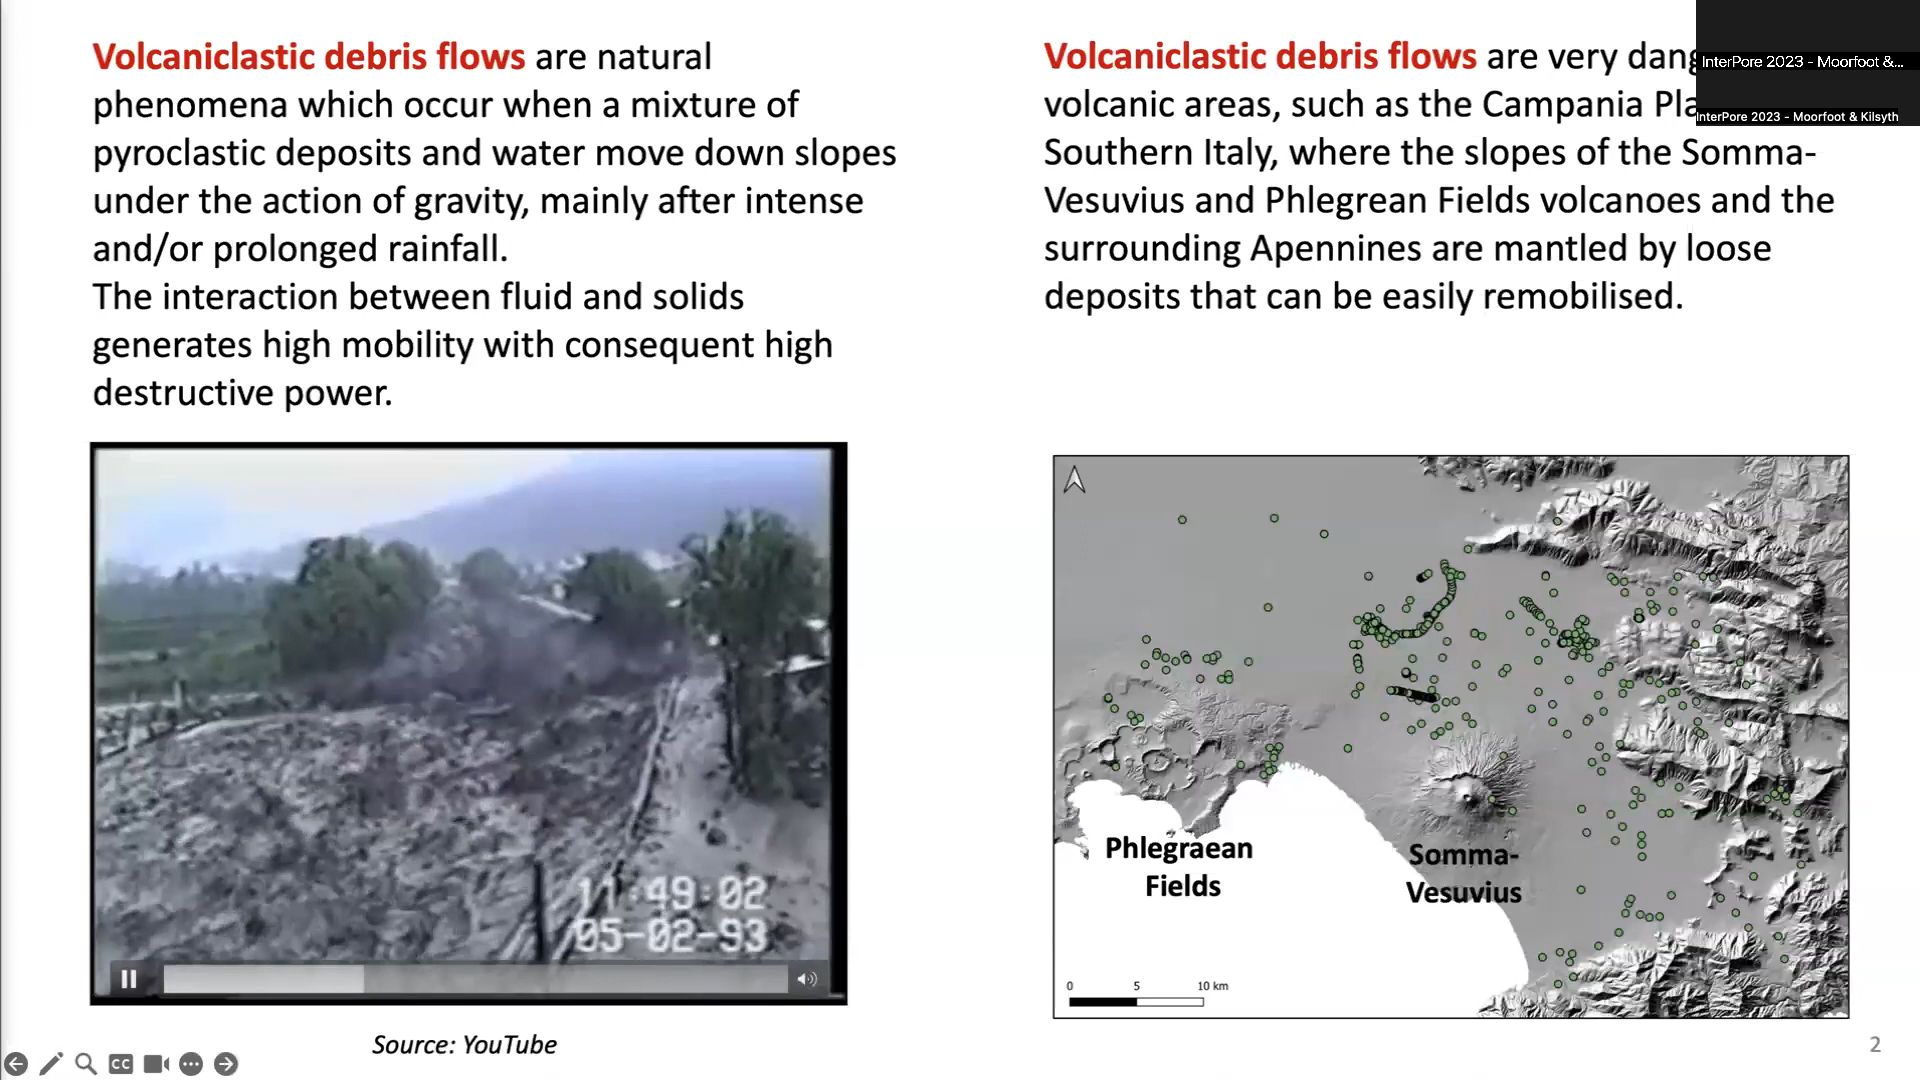 Volcaniclastic debris flows are natural
phenomena which occur when a mixture of
pyroclastic deposits and water move down slopes
under the action of gravity, mainly after intense
and/or prolonged rainfall.
The interaction between fluid and solids
generates high mobility with consequent high
destructive power.
11:49:02
05-02-93
Source: YouTube
Volcaniclastic debris flows are very
volcanic areas, such as the Campania
Southern Italy, where the slopes of the Somma-
Vesuvius and Phlegrean Fields volcanoes and the
surrounding Apennines are mantled by loose
deposits that can be easily remobilised.
InterPore 2023 - Moorfoot &...
InterPore 2023 - Moorfoot & Kilsyth
Phlegraean
Fields
Somma-
Vesuvius
0 5 10 km
CC
2